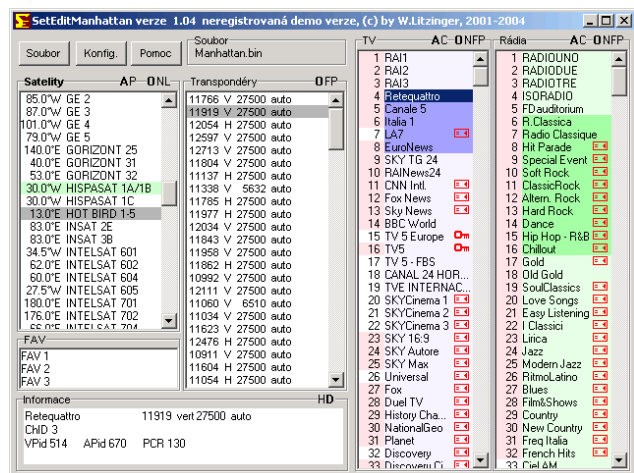 SetEditManhattan verze 1.04 neregistrovaná demo verze, (c) by W.Litzinger, 2001-2004
Soubor
Konfig.
Pomoc
Soubor
Manhattan.bin
Satelity AP ONL
85.0°W GE 2
87.0°W GE 3
101.0°W GE 4
79.0°W GE 5
140.0°E GORIZONT 25
40.0°E GORIZONT 31
53.0°E GORIZONT 32
30.0°W HISPASAT 1A/1B
30.0°W HISPASAT 1C
13.0°E HOT BIRD 1-5
83.0°E INSAT 2E
83.0°E INSAT 3B
34.5°W INTELSAT 601
62.0°E INTELSAT 602
60.0°E INTELSAT 604
27.5°W INTELSAT 605
180.0°E INTELSAT 701
176.0°E INTELSAT 702
66.0°E INTELSAT 704
FAV
FAV 1
FAV 2
FAV 3
Transpondéry OFP
11766 V 27500 auto
11919 V 27500 auto
12054 H 27500 auto
12597 V 27500 auto
12713 V 27500 auto
11804 V 27500 auto
11137 H 27500 auto
11338 V 5632 auto
11785 H 27500 auto
11977 H 27500 auto
12034 V 27500 auto
11843 V 27500 auto
11958 V 27500 auto
11862 H 27500 auto
10992 V 27500 auto
12111 V 27500 auto
11060 V 6510 auto
11034 V 27500 auto
11222 V 27500 auto
11623 V 27500 auto
12476 H 27500 auto
10911 V 27500 auto
11604 H 27500 auto
11054 H 27500 auto
Informace HD
Retequattro 11919 vert 27500 auto
ChID 3
VPid 514 APid 670 PCR 130
TV AC ONFP
1 RAI1
2 RAI2
3 RAI3
4 Retequattro
5 Canale 5
6 Italia 1
7 LA7
8 EuroNews
9 SKY TG 24
10 RAINews24
11 CNN Intl.
12 Fox News
13 Sky News
14 BBC World
15 TV 5 Europe
16 TV5
17 TV 5 - FBS
18 CANAL 24 HOR...
19 TVE INTERNAC...
20 SKYCinema 1
21 SKYCinema 2
22 SKYCinema 3
23 SKY 16:9
24 SKY Autore
25 SKY Max
26 Universal
27 Fox
28 Duel TV
29 History Cha...
30 NationalGeo
31 Planet
32 Discovery
33 Discovery Ci...
Rádia AC ONFP
1 RADIOUNO
2 RADIODUE
3 RADIOTRE
4 ISORADIO
5 FDauditorium
6 R.Classica
7 Radio Classique
8 Hit Parade
9 Special Event
10 Soft Rock
11 ClassicRock
12 Altern. Rock
13 Hard Rock
14 Dance
15 Hip Hop - R&B
16 Chillout
17 Gold
18 Old Gold
19 SoulClassics
20 Love Songs
21 Easy Listening
22 I Classici
23 Lirica
24 Jazz
25 Modern Jazz
26 RitmoLatino
27 Blues
28 Film&Shows
29 Country
30 New Country
31 Freq Italia
32 French Hits
33 Ciel AM